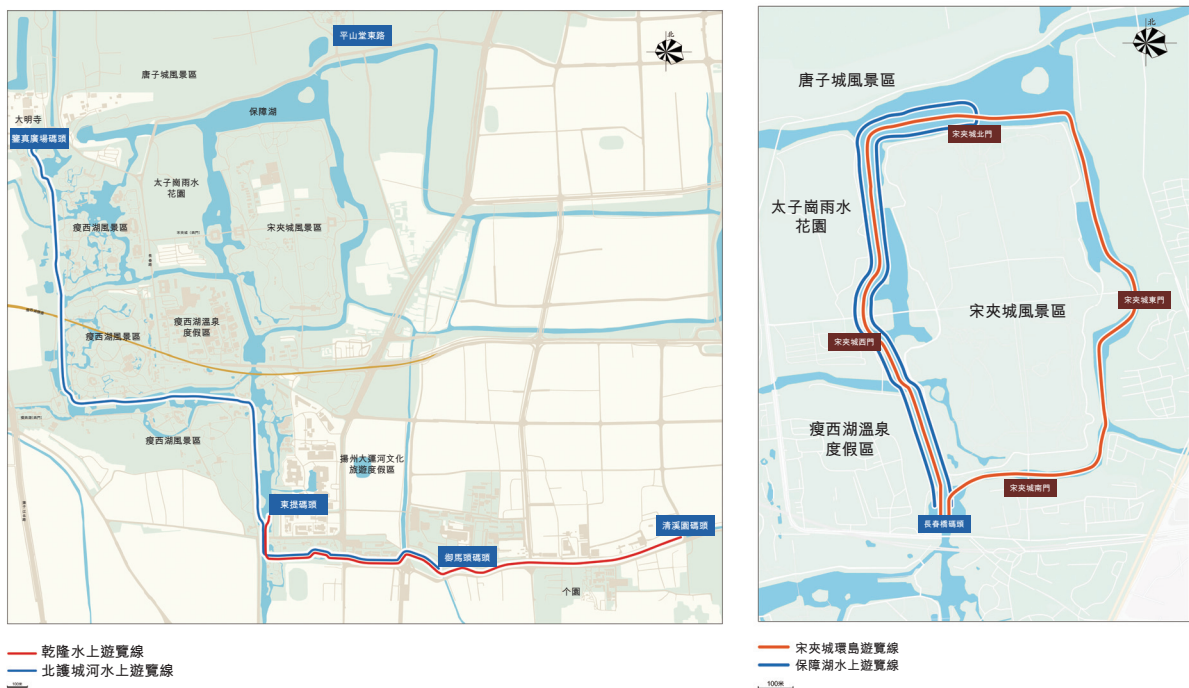 平山堂東路
北
唐子城風景區
保障湖
大明寺
鑒真廣場碼頭
太子崗雨水
花園
瘦西湖風景區
宋夾城風景區
瘦西湖溫泉
度假區
瘦西湖風景區
瘦西湖風景區
揚州大運河文化
旅遊度假區
東提碼頭
清溪園碼頭
御馬頭碼頭
个園
乾隆水上遊覽線
北護城河水上遊覽線
北
唐子城風景區
宋夾城北門
太子崗雨水
花園
宋夾城東門
宋夾城風景區
宋夾城西門
瘦西湖溫泉
度假區
宋夾城南門
長春橋碼頭
宋夾城環島遊覽線
保障湖水上遊覽線
100米